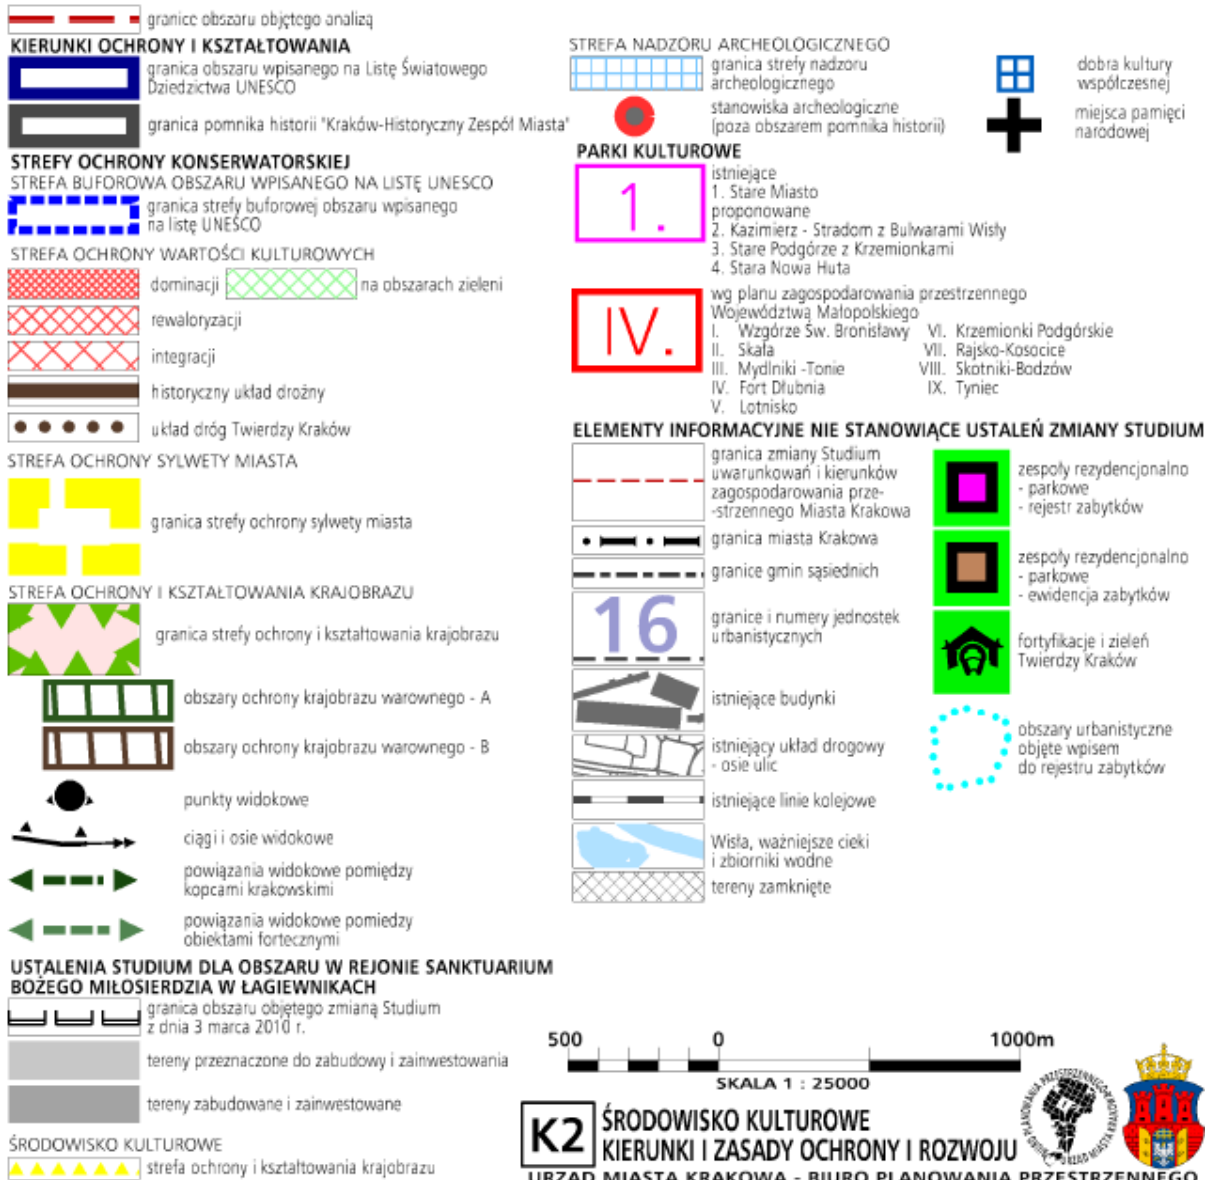 granice obszaru objętego analizą
KIERUNKI OCHRONY I KSZTAŁTOWANIA
granica obszaru wpisanego na Listę Światowego
Dziedzictwa UNESCO
granica pomnika historii "Kraków-Historyczny Zespół Miasta"
STREFY OCHRONY KONSERWATORSKIEJ
STREFA BUFOROWA OBSZARU WPISANEGO NA LISTĘ UNESCO
granica strefy buforowej obszaru wpisanego
na listę UNESCO
STREFA OCHRONY WARTOŚCI KULTUROWYCH
dominacji
na obszarach zieleni
rewaloryzacji
integracji
historyczny układ drożny
układ dróg Twierdzy Kraków
STREFA OCHRONY SYLWETY MIASTA
granica strefy ochrony sylwety miasta
STREFA OCHRONY I KSZTAŁTOWANIA KRAJOBRAZU
granica strefy ochrony i kształtowania krajobrazu
obszary ochrony krajobrazu warownego - A
obszary ochrony krajobrazu warownego - B
punkty widokowe
ciągi i osie widokowe
powiązania widokowe pomiędzy
kopcami krakowskimi
powiązania widokowe pomiedzy
obiektami fortecznymi
USTALENIA STUDIUM DLA OBSZARU W REJONIE SANKTUARIUM
BOŻEGO MIŁOSIERDZIA W ŁAGIEWNIKACH
granica obszaru objętego zmianą Studium
z dnia 3 marca 2010 r.
tereny przeznaczone do zabudowy i zainwestowania
tereny zabudowane i zainwestowane
ŚRODOWISKO KULTUROWE
strefa ochrony i kształtowania krajobrazu
STREFA NADZORU ARCHEOLOGICZNEGO
granica strefy nadzoru
archeologicznego
stanowiska archeologiczne
(poza obszarem pomnika historii)
dobra kultury
współczesnej
miejsca pamięci
narodowej
PARKI KULTUROWE
1.
istniejące
1. Stare Miasto
proponowane
2. Kazimierz - Stradom z Bulwarami Wisły
3. Stare Podgórze z Krzemionkami
4. Stara Nowa Huta
IV.
wg planu zagospodarowania przestrzennego
Województwa Małopolskiego
I. Wzgórze Św. Bronisławy
II. Skała
III. Mydlniki -Tonie
IV. Fort Dłubnia
V. Lotnisko
VI. Krzemionki Podgórskie
VII. Rajsko-Kosocice
VIII. Skotniki-Bodzów
IX. Tyniec
ELEMENTY INFORMACYJNE NIE STANOWIĄCE USTALEŃ ZMIANY STUDIUM
granica zmiany Studium
uwarunkowań i kierunków
zagospodarowania prze-
-strzennego Miasta Krakowa
granica miasta Krakowa
granice gmin sąsiednich
16
granice i numery jednostek
urbanistycznych
istniejące budynki
istniejący układ drogowy
- osie ulic
istniejące linie kolejowe
Wisła, ważniejsze cieki
i zbiorniki wodne
tereny zamknięte
zespoły rezydencjonalno
- parkowe
- rejestr zabytków
zespoły rezydencjonalno
- parkowe
- ewidencja zabytków
fortyfikacje i zieleń
Twierdzy Kraków
obszary urbanistyczne
objęte wpisem
do rejestru zabytków
500 0 1000m
SKALA 1 : 25000
K2
ŚRODOWISKO KULTUROWE
KIERUNKI I ZASADY OCHRONY I ROZWOJU
URZĄD MIASTA KRAKOWA - BIURO PLANOWANIA PRZESTRZENNEGO